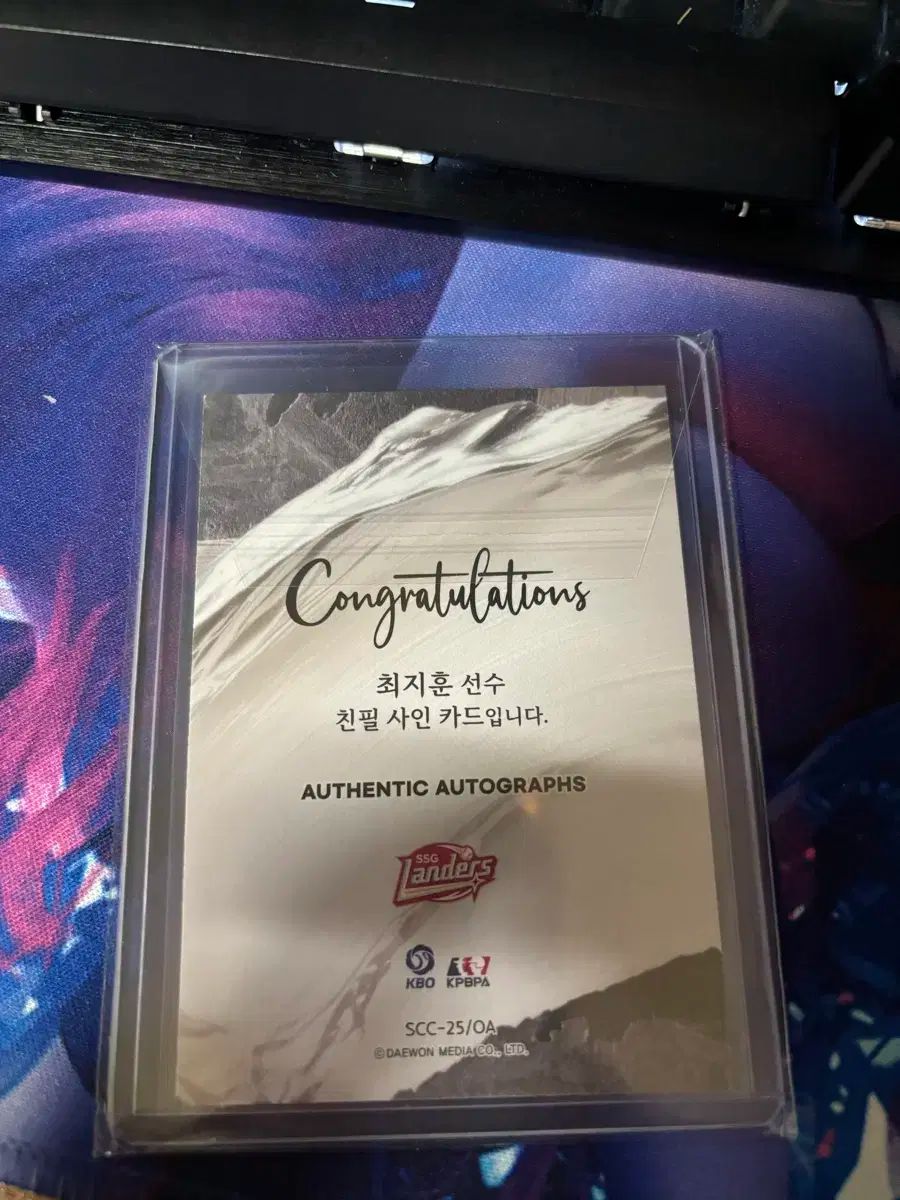 Congratulations
최지훈 선수
친필 사인 카드입니다.
AUTHENTIC AUTOGRAPHS
SSG
Landers
KBO KPBPA
SCC-25/OA
©DAEWON MEDIA CO., LTD.